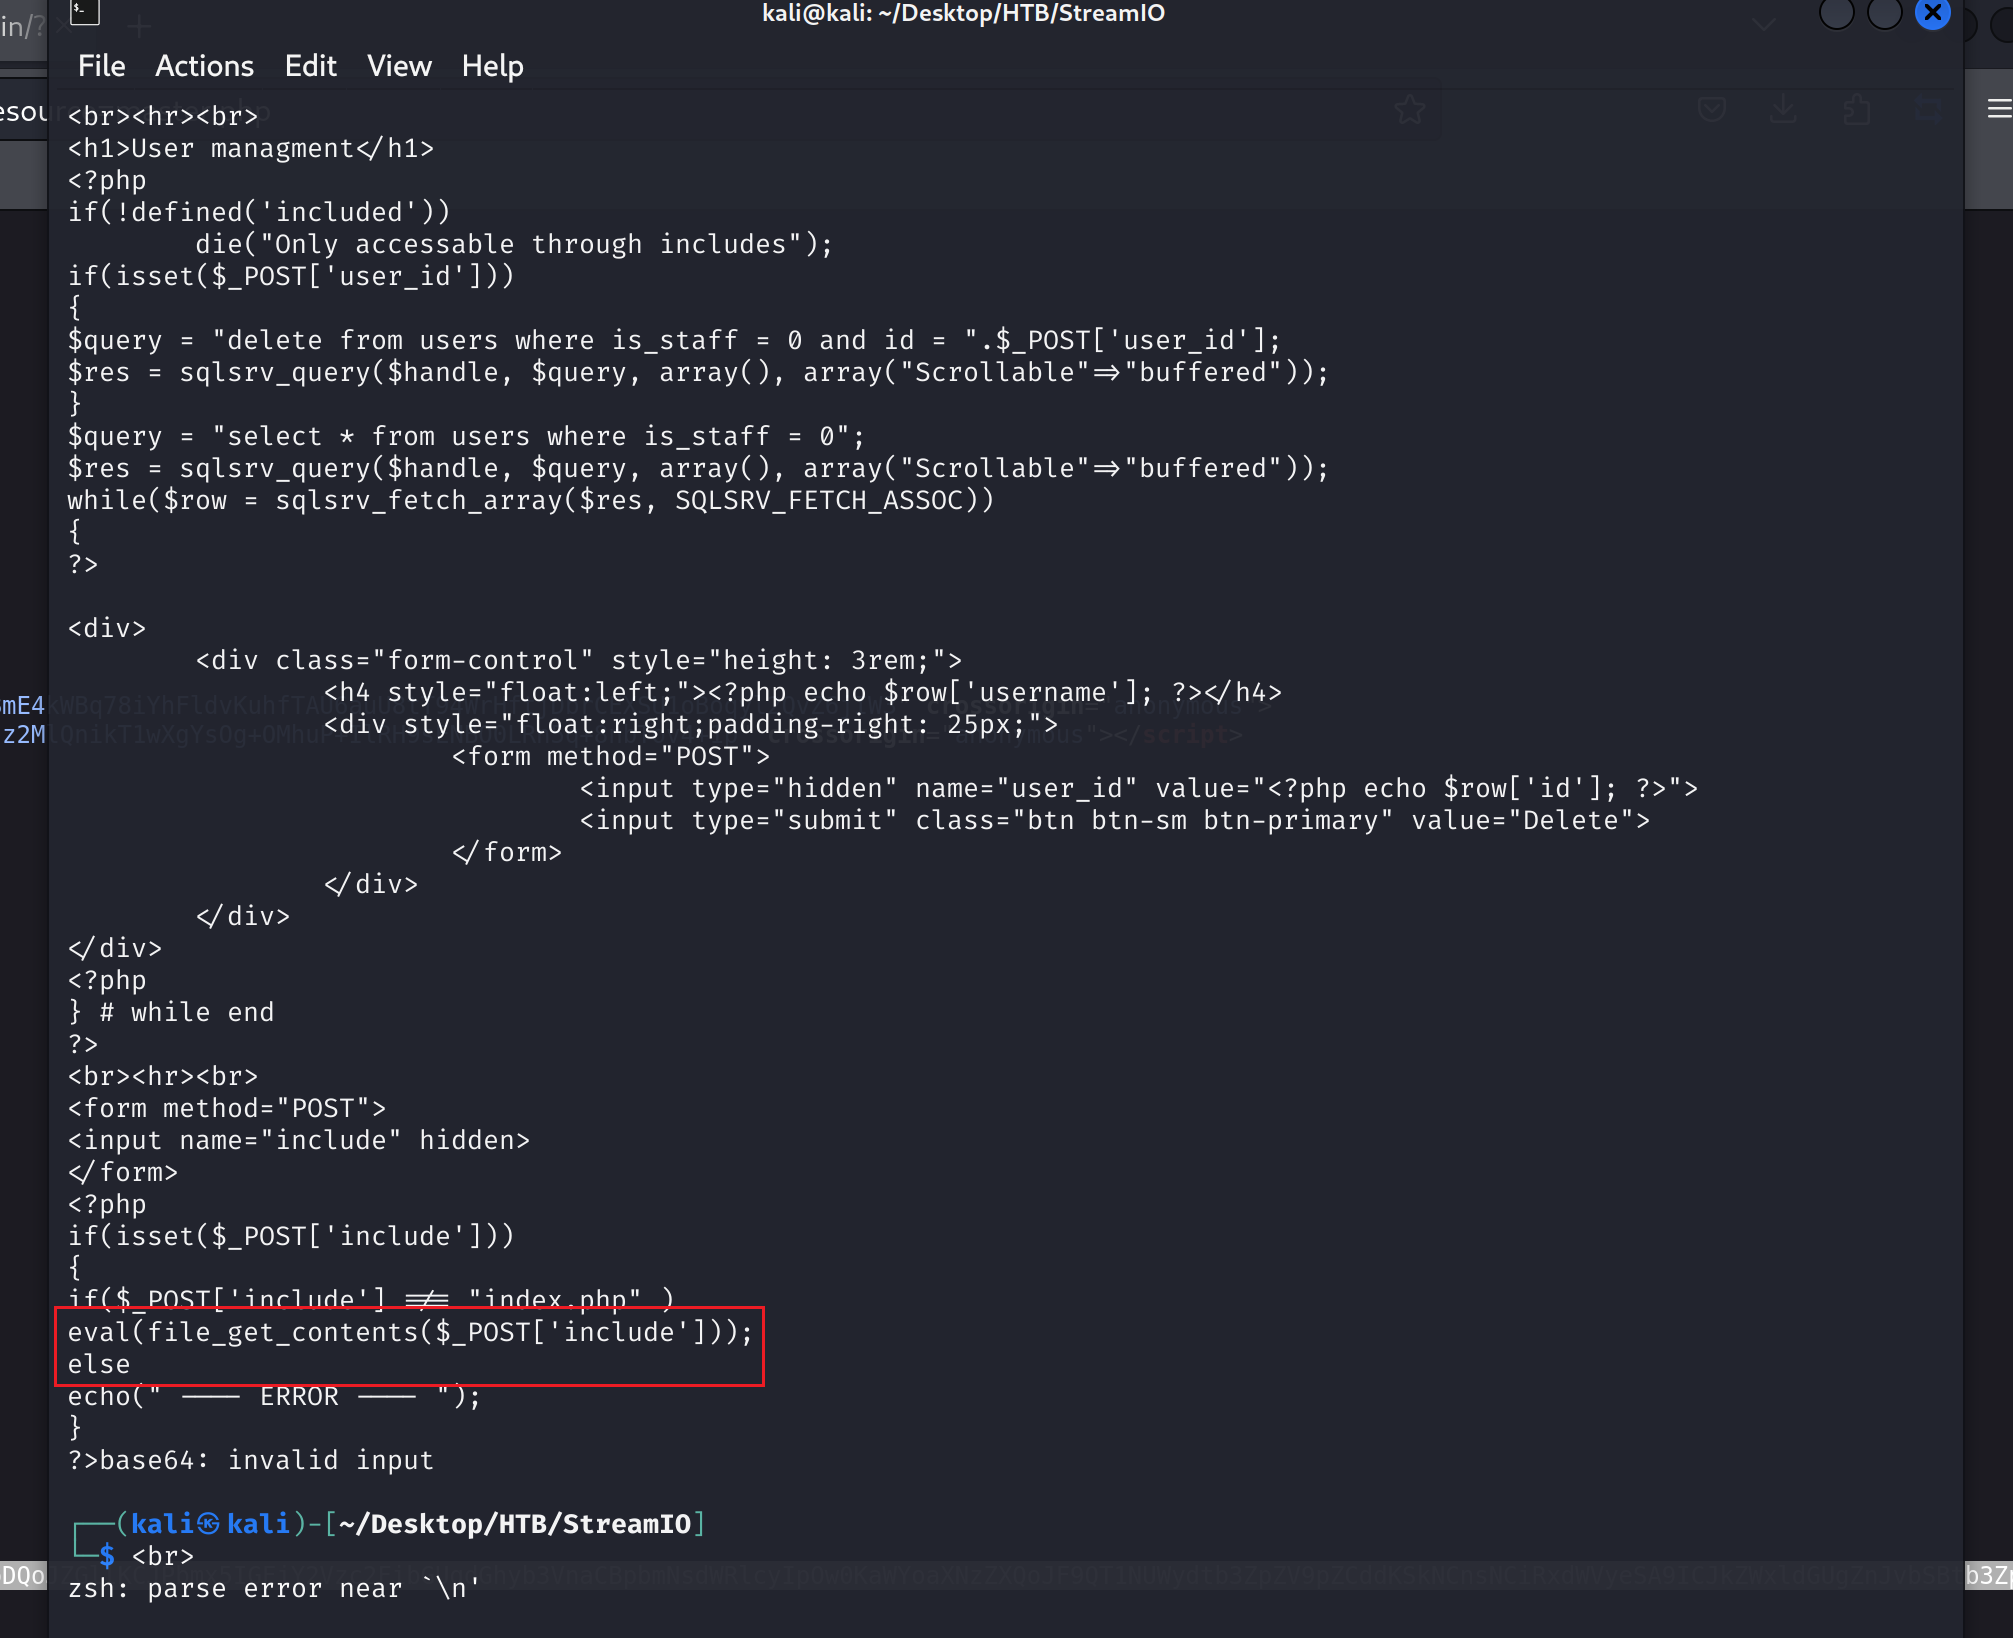 kali@kali: ~/Desktop/HTB/StreamIO
in/?
File Actions Edit View Help
<br><hr><br>
<h1>User managment</h1>
<?php
if(!defined('included'))
        die("Only accessable through includes");
if(isset($_POST['user_id']))
{
$query = "delete from users where is_staff = 0 and id = ".$_POST['user_id'];
$res = sqlsrv_query($handle, $query, array(), array("Scrollable"=>"buffered"));
}
$query = "select * from users where is_staff = 0";
$res = sqlsrv_query($handle, $query, array(), array("Scrollable"=>"buffered"));
while($row = sqlsrv_fetch_array($res, SQLSRV_FETCH_ASSOC))
{
?>
<div>
        <div class="form-control" style="height: 3rem;">
                <h4 style="float:left;"><?php echo $row['username']; ?></h4>
                <div style="float:right;padding-right: 25px;">
                        <form method="POST">
                                <input type="hidden" name="user_id" value="<?php echo $row['id']; ?>">
                                <input type="submit" class="btn btn-sm btn-primary" value="Delete">
                        </form>
                </div>
        </div>
</div>
<?php
} # while end
?>
<br><hr><br>
<form method="POST">
<input name="include" hidden>
</form>
<?php
if(isset($_POST['include']))
{
if($_POST['include'] !== "index.php" )
eval(file_get_contents($_POST['include']));
else
echo(" ---- ERROR ---- ");
}
?>base64: invalid input
┌──(kali㉿kali)-[~/Desktop/HTB/StreamIO]
└─$ <br>
zsh: parse error near `\n'